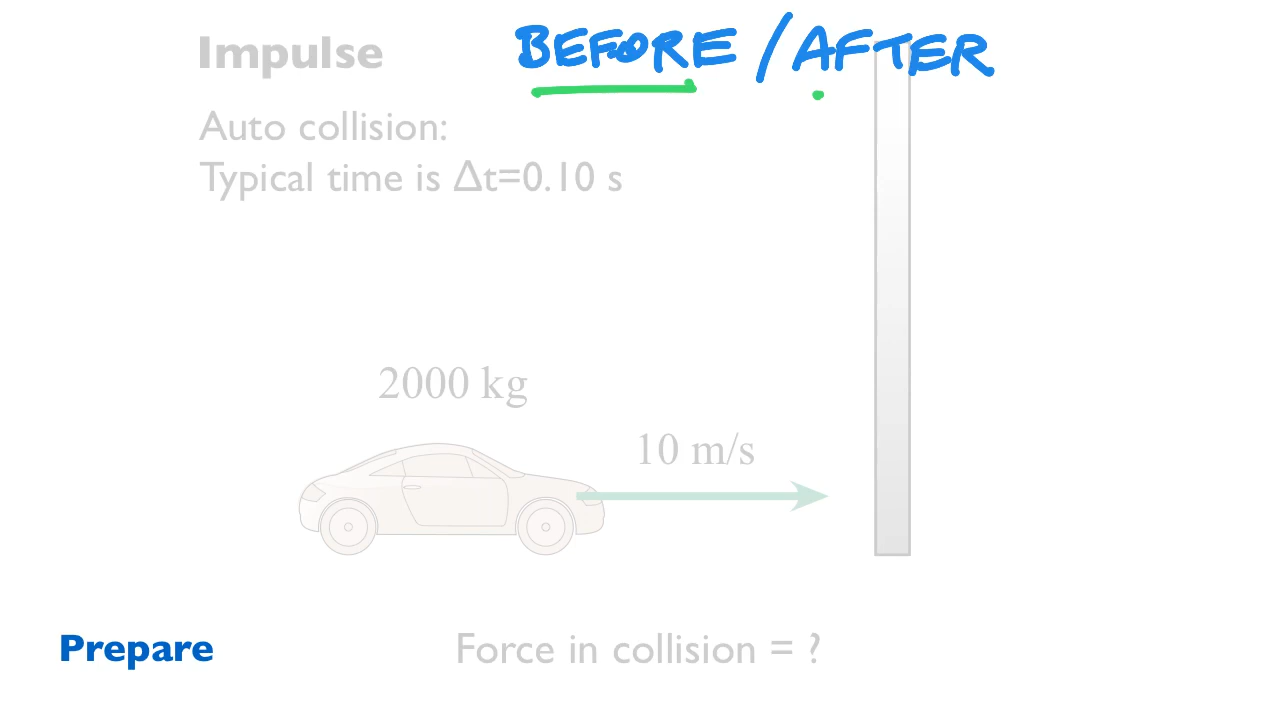 Impulse
BEFORE / AFTER
Auto collision:
Typical time is Δt=0.10 s
2000 kg
10 m/s
Prepare
Force in collision = ?